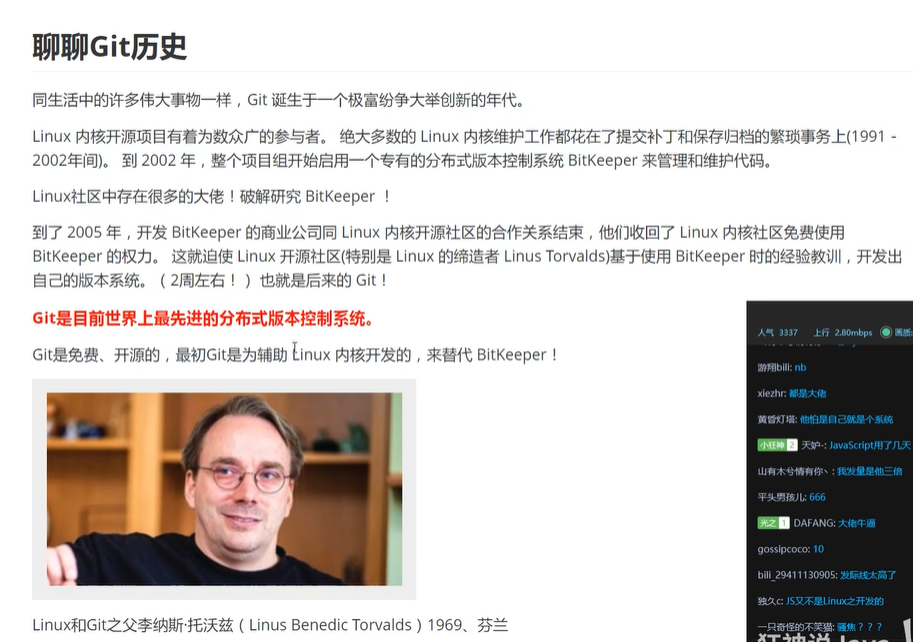 聊聊Git历史
同生活中的许多伟大事物一样，Git 诞生于一个极富纷争大举创新的年代。
Linux 内核开源项目有着为数众广的参与者。 绝大多数的 Linux 内核维护工作都花在了提交补丁和保存归档的繁琐事务上(1991－
2002年间)。 到 2002 年，整个项目组开始启用一个专有的分布式版本控制系统 BitKeeper 来管理和维护代码。
Linux社区中存在很多的大佬！破解研究 BitKeeper ！
到了 2005 年，开发 BitKeeper 的商业公司同 Linux 内核开源社区的合作关系结束，他们收回了 Linux 内核社区免费使用
BitKeeper 的权力。 这就迫使 Linux 开源社区(特别是 Linux 的缔造者 Linus Torvalds)基于使用 BitKeeper 时的经验教训，开发出
自己的版本系统。（ 2周左右！ ） 也就是后来的 Git！
Git是目前世界上最先进的分布式版本控制系统。
Git是免费、开源的，最初Git是为辅助 Linux 内核开发的，来替代 BitKeeper！
Linux和Git之父李纳斯·托沃兹（Linus Benedic Torvalds）1969、芬兰
人气 3337 上行 2.80mbps 画质:
游翔bili: nb
xiezhr: 都是大佬
黄昏灯塔: 他怕是自己就是个系统
小狂神 2 天妒-: JavaScript用了几天
山有木兮情有你丶: 我发量是他三倍
平头男孩儿: 666
光之 1 DAFANG: 大佬牛逼
gossipcoco: 10
bili_29411130905: 发际线太高了
独久c: JS又不是Linux之开发的
一只奇怪的不笑猫: 骚焦？？？
狂神说Java